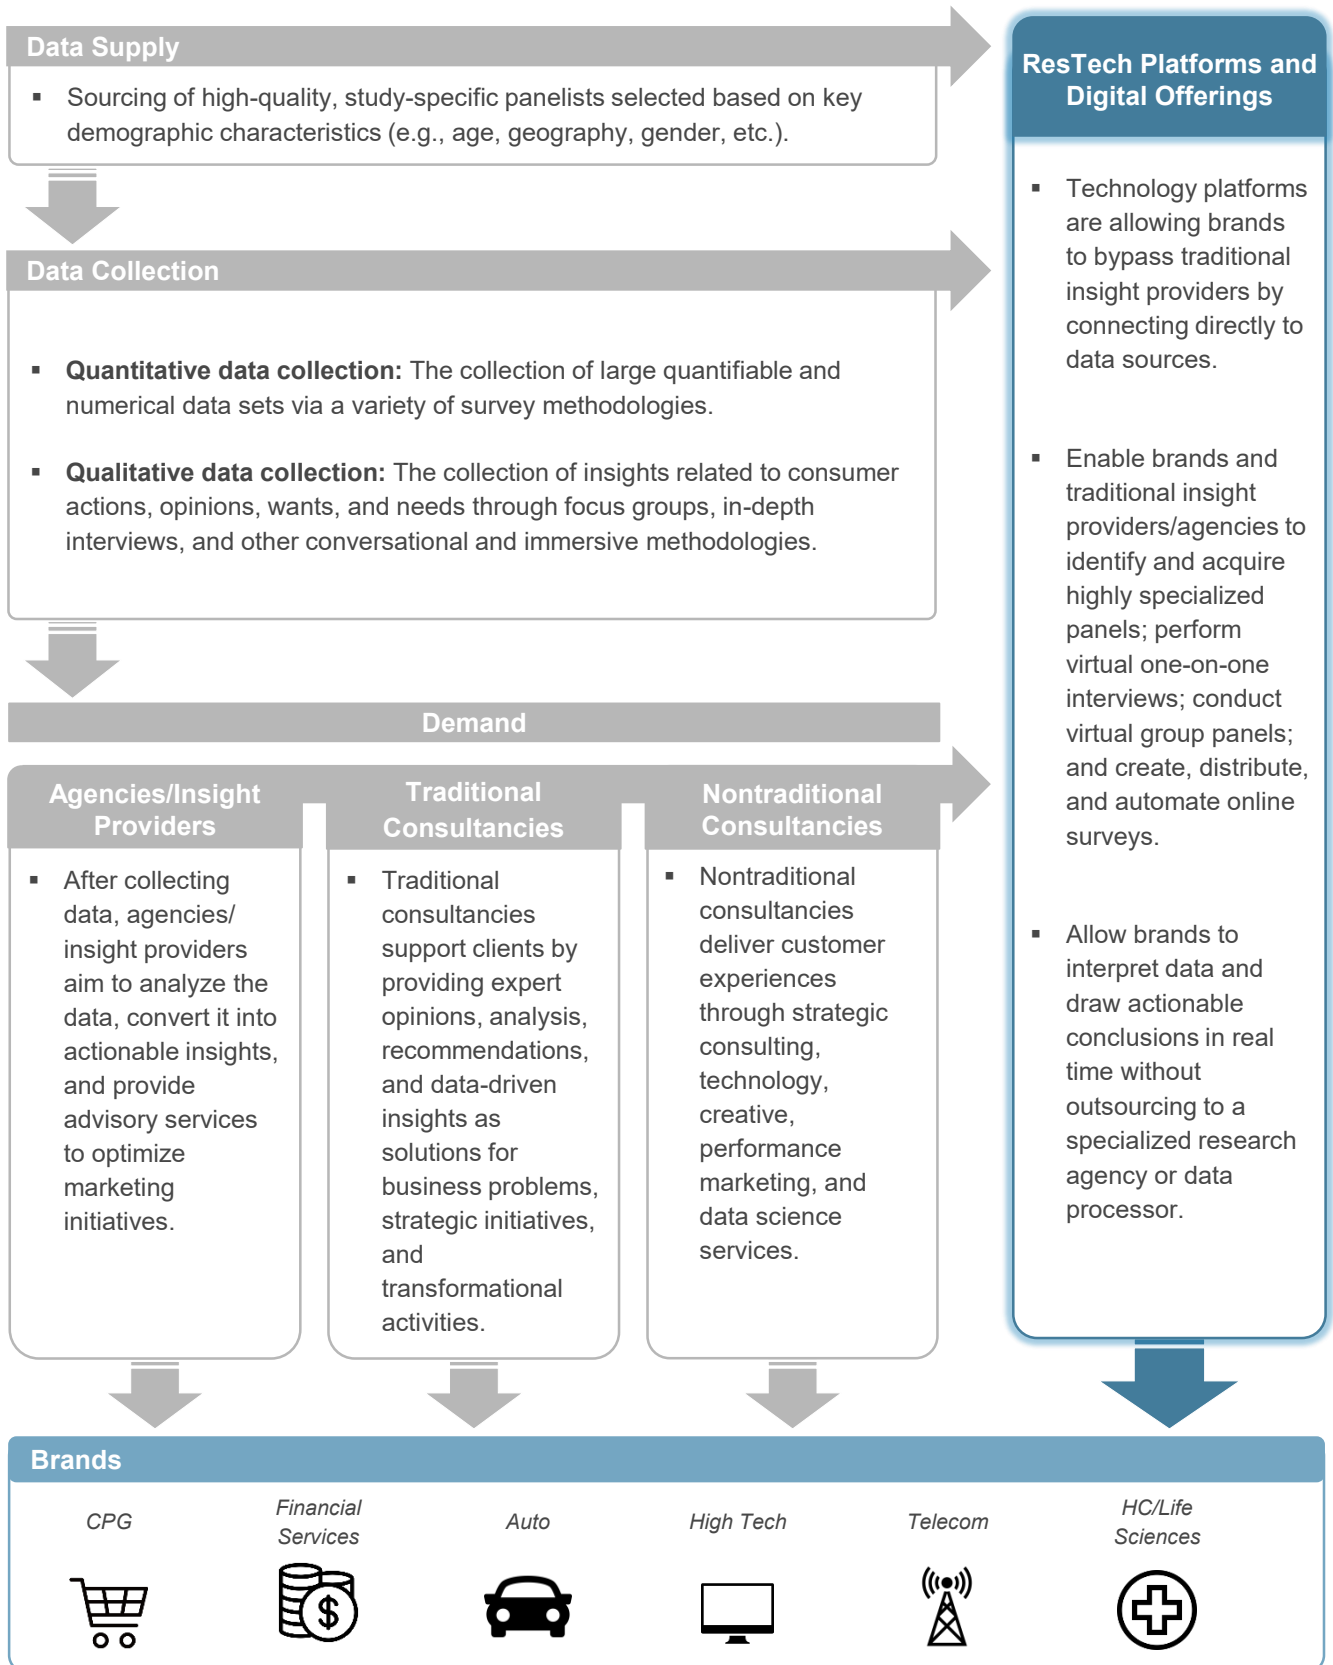 Data Supply
▪ Sourcing of high-quality, study-specific panelists selected based on key
demographic characteristics (e.g., age, geography, gender, etc.).
Data Collection
▪ Quantitative data collection: The collection of large quantifiable and
numerical data sets via a variety of survey methodologies.
▪ Qualitative data collection: The collection of insights related to consumer
actions, opinions, wants, and needs through focus groups, in-depth
interviews, and other conversational and immersive methodologies.
Demand
Agencies/Insight
Providers
▪ After collecting
data, agencies/
insight providers
aim to analyze the
data, convert it into
actionable insights,
and provide
advisory services
to optimize
marketing
initiatives.
Traditional
Consultancies
▪ Traditional
consultancies
support clients by
providing expert
opinions, analysis,
recommendations,
and data-driven
insights as
solutions for
business problems,
strategic initiatives,
and
transformational
activities.
Nontraditional
Consultancies
▪ Nontraditional
consultancies
deliver customer
experiences
through strategic
consulting,
technology,
creative,
performance
marketing, and
data science
services.
ResTech Platforms and
Digital Offerings
▪ Technology platforms
are allowing brands
to bypass traditional
insight providers by
connecting directly to
data sources.
▪ Enable brands and
traditional insight
providers/agencies to
identify and acquire
highly specialized
panels; perform
virtual one-on-one
interviews; conduct
virtual group panels;
and create, distribute,
and automate online
surveys.
▪ Allow brands to
interpret data and
draw actionable
conclusions in real
time without
outsourcing to a
specialized research
agency or data
processor.
Brands
CPG
Financial
Services
Auto
High Tech
Telecom
HC/Life
Sciences
$